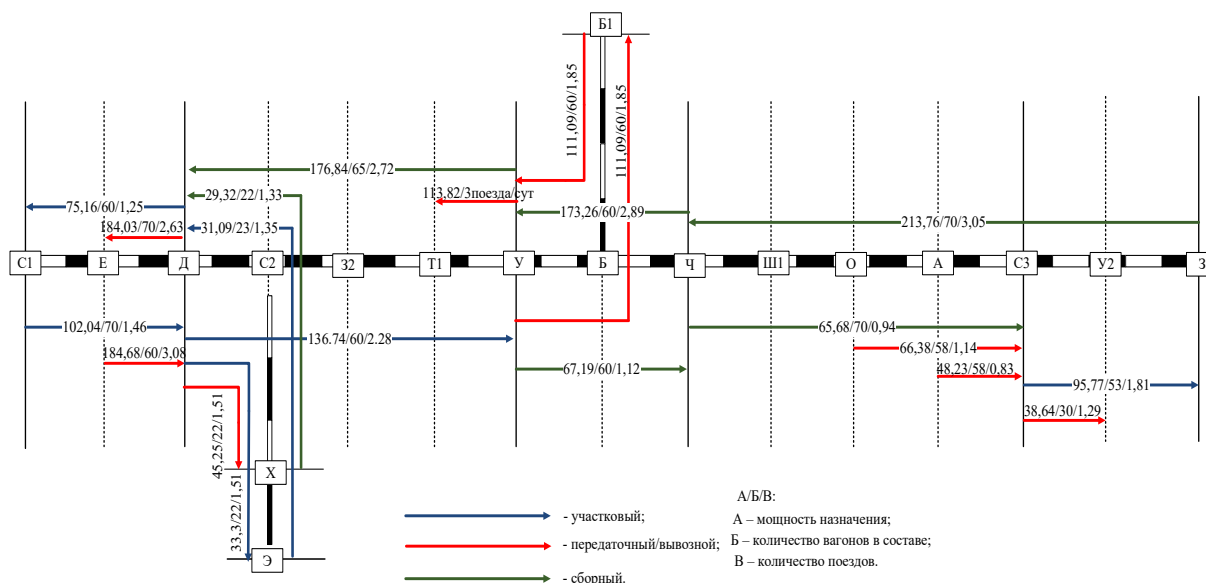 Б1
111,09/60/1,85
111,09/60/1,85
176,84/65/2,72
29,32/22/1,33
113,82/3поезда/сут
75,16/60/1,25
173,26/60/2,89
213,76/70/3,05
184,03/70/2,63
31,09/23/1,35
С1
Е
Д
С2
З2
Т1
У
Б
Ч
Ш1
О
А
С3
У2
З
102,04/70/1,46
136.74/60/2.28
65,68/70/0,94
184,68/60/3,08
66,38/58/1,14
67,19/60/1,12
48,23/58/0,83
95,77/53/1,81
38,64/30/1,29
45,25/22/1,51
33,3/22/1,51
Х
Э
- участковый;
- передаточный/вывозной;
- сборный.
А/Б/В:
А – мощность назначения;
Б – количество вагонов в составе;
В – количество поездов.